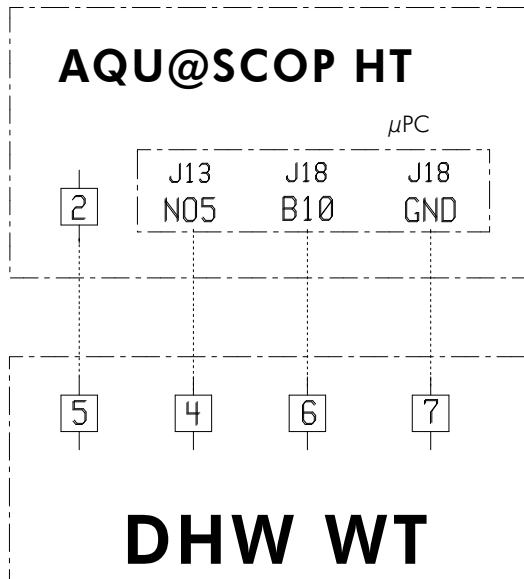 AQU@SCOP HT
µPC
J13 J18 J18
2 NO5 B10 GND
5 4 6 7
DHW WT